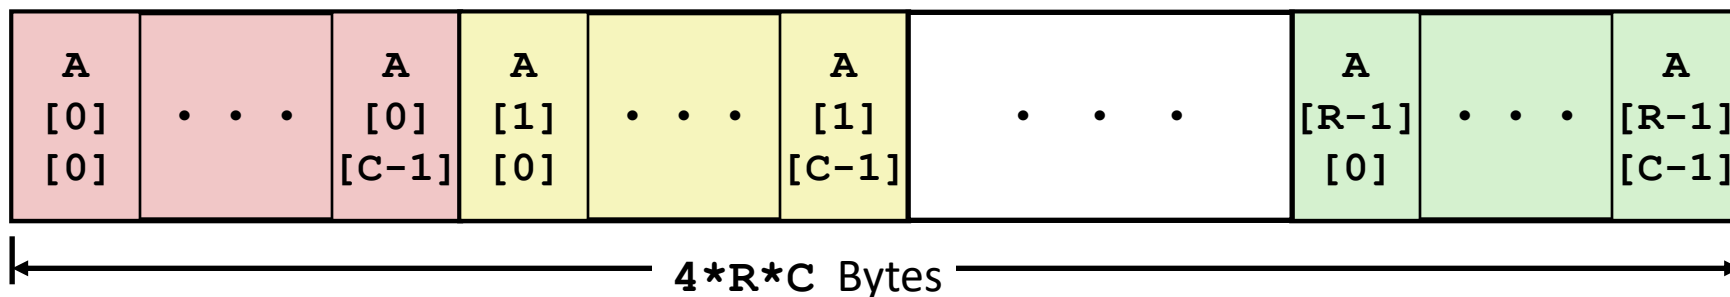 A A A A A A
[0] . . . [0] [1] . . . [1] . . . [R-1] . . . [R-1]
[0] [C-1] [0] [C-1] [0] [C-1]
4*R*C Bytes